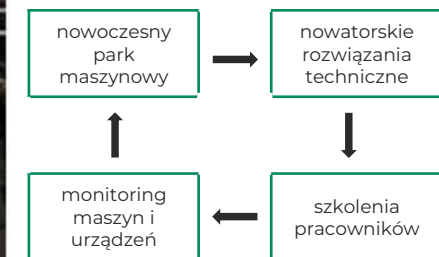 nowoczesny
park
maszynowy
nowatorskie
rozwiązania
techniczne
monitoring
maszyn i
urządzeń
szkolenia
pracowników